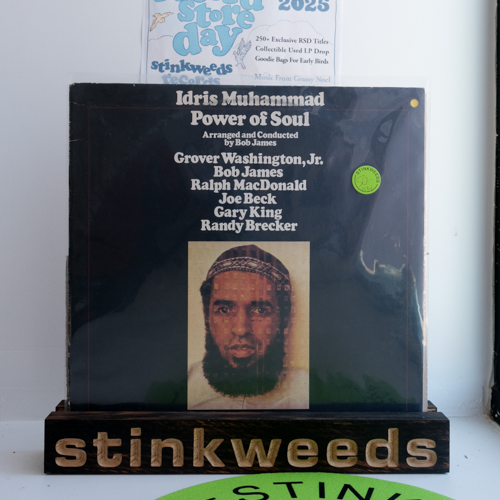 store
day
2025
250+ Exclusive RSD Titles
Collectible Used LP Drop
Goodie Bags For Early Birds
stinkweeds
records
Idris Muhammad
Power of Soul
Arranged and Conducted
by Bob James
Grover Washington, Jr.
Bob James
Ralph MacDonald
Joe Beck
Gary King
Randy Brecker
stinkweeds
STIN